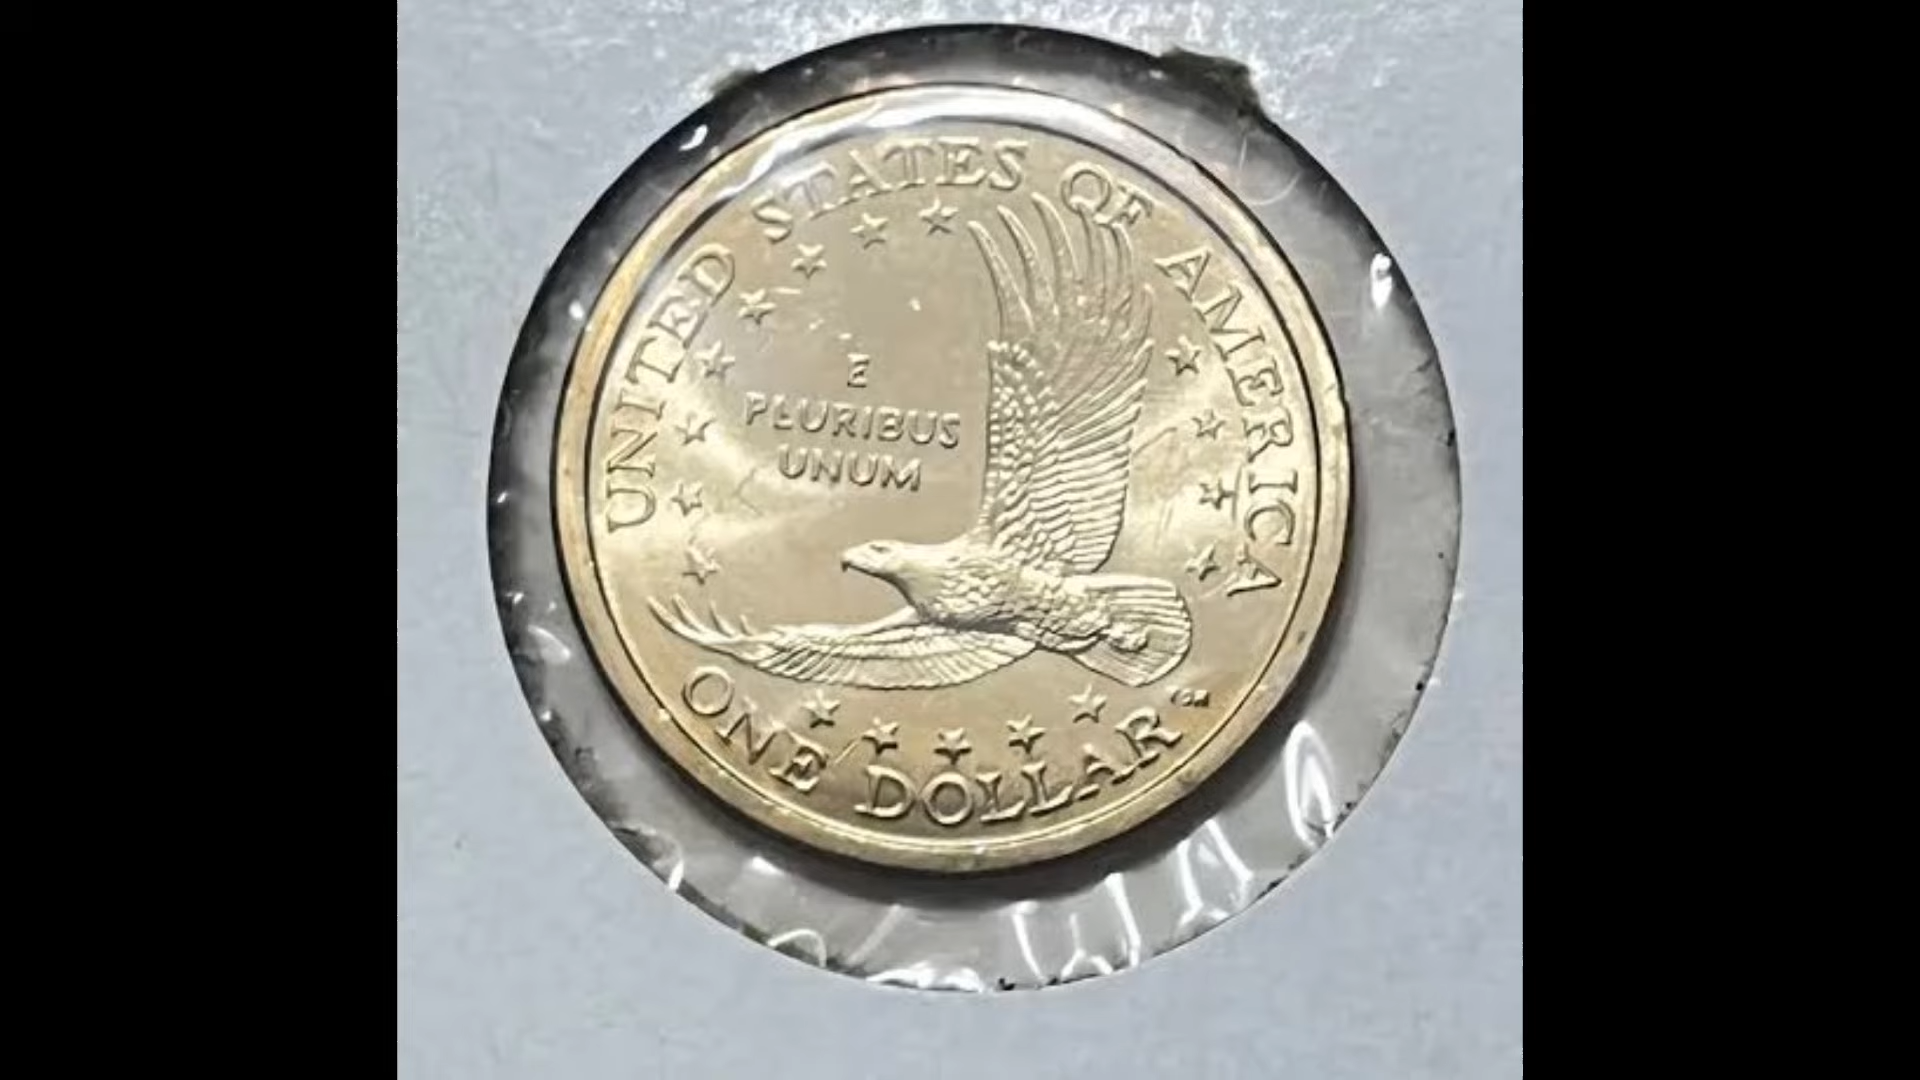 UNITED STATES OF AMERICA
E
PLURIBUS
UNUM
ONE DOLLAR